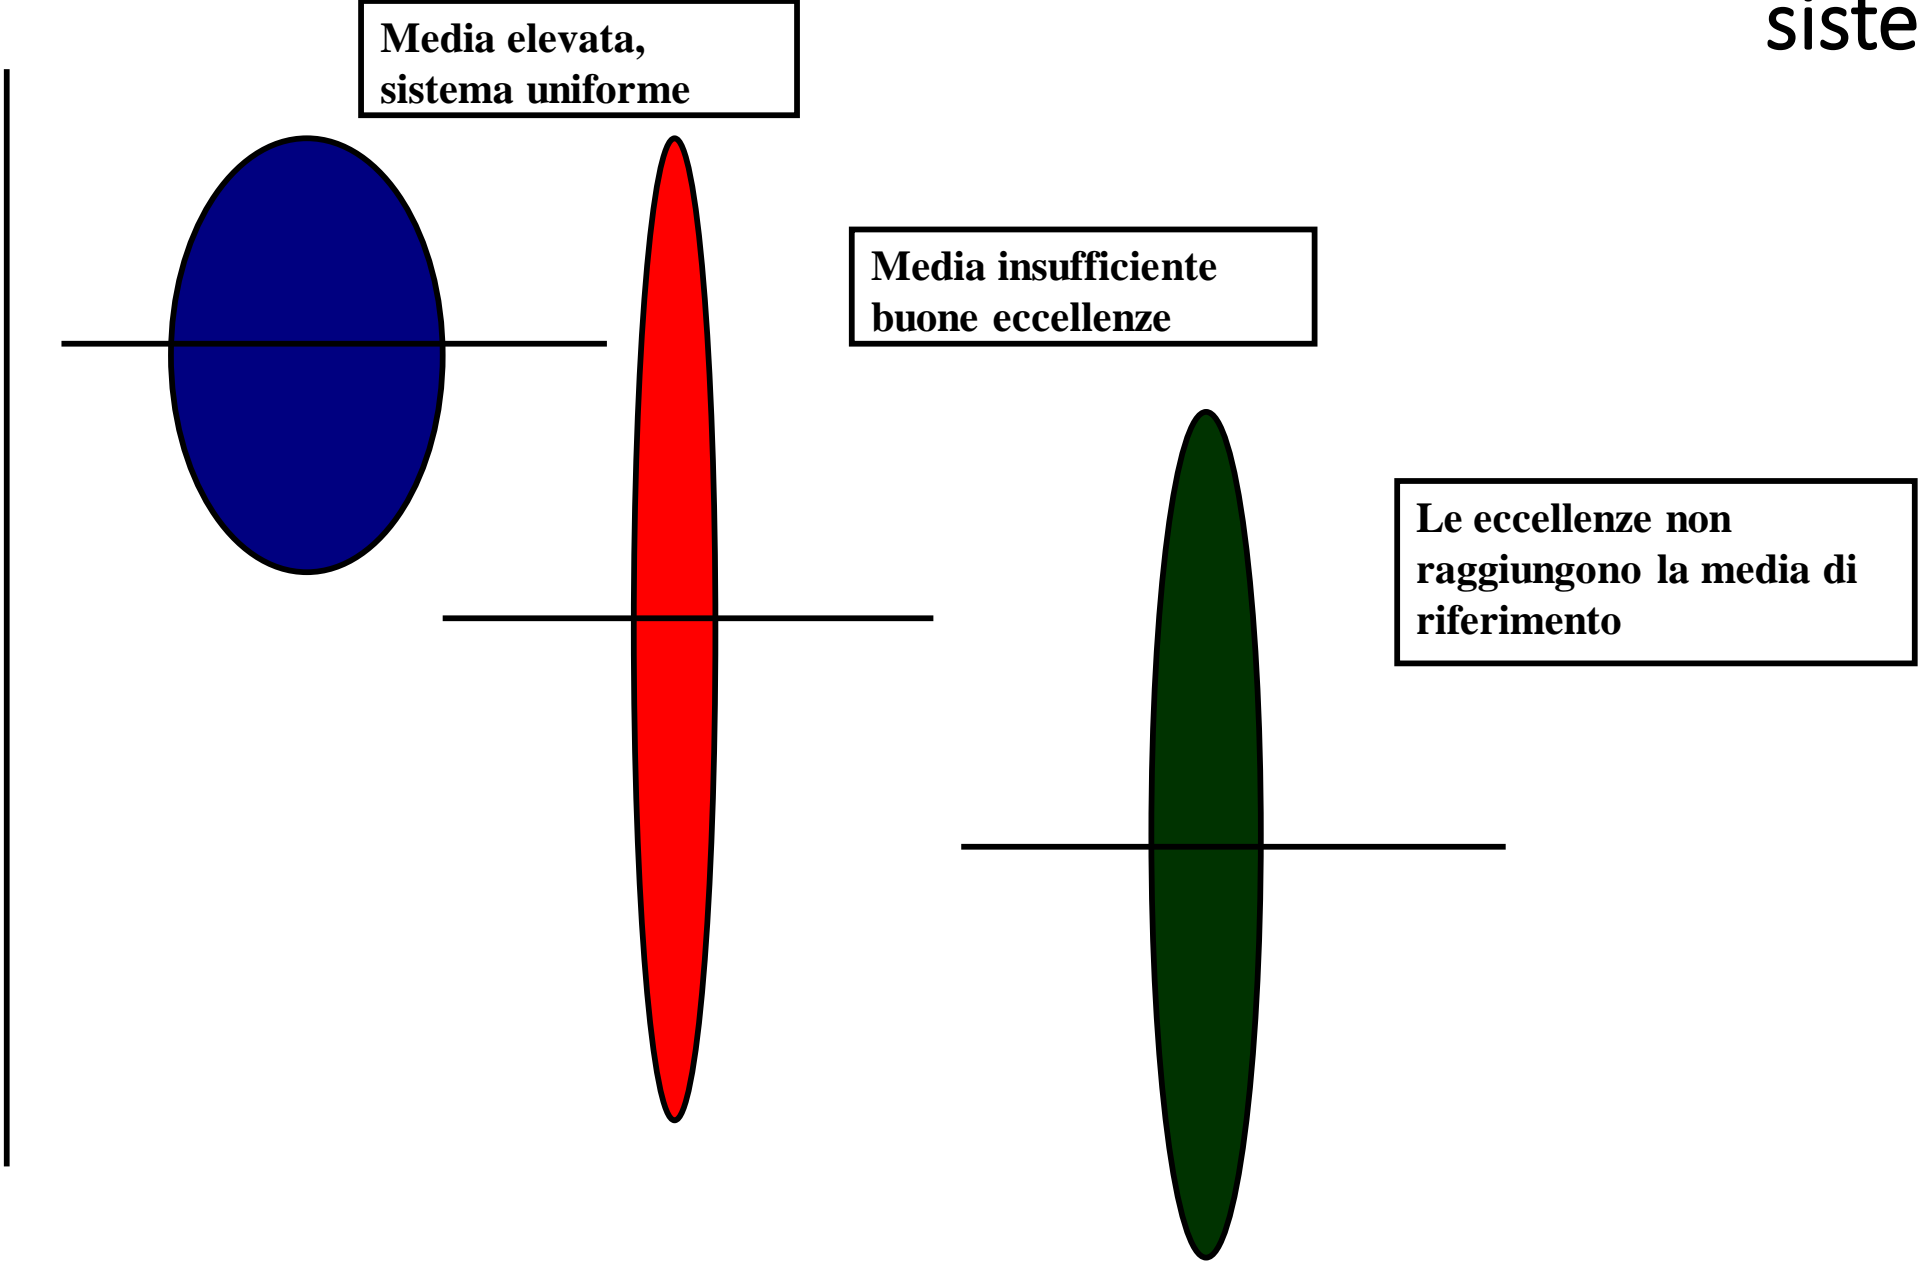 siste
Media elevata,
sistema uniforme
Media insufficiente
buone eccellenze
Le eccellenze non
raggiungono la media di
riferimento